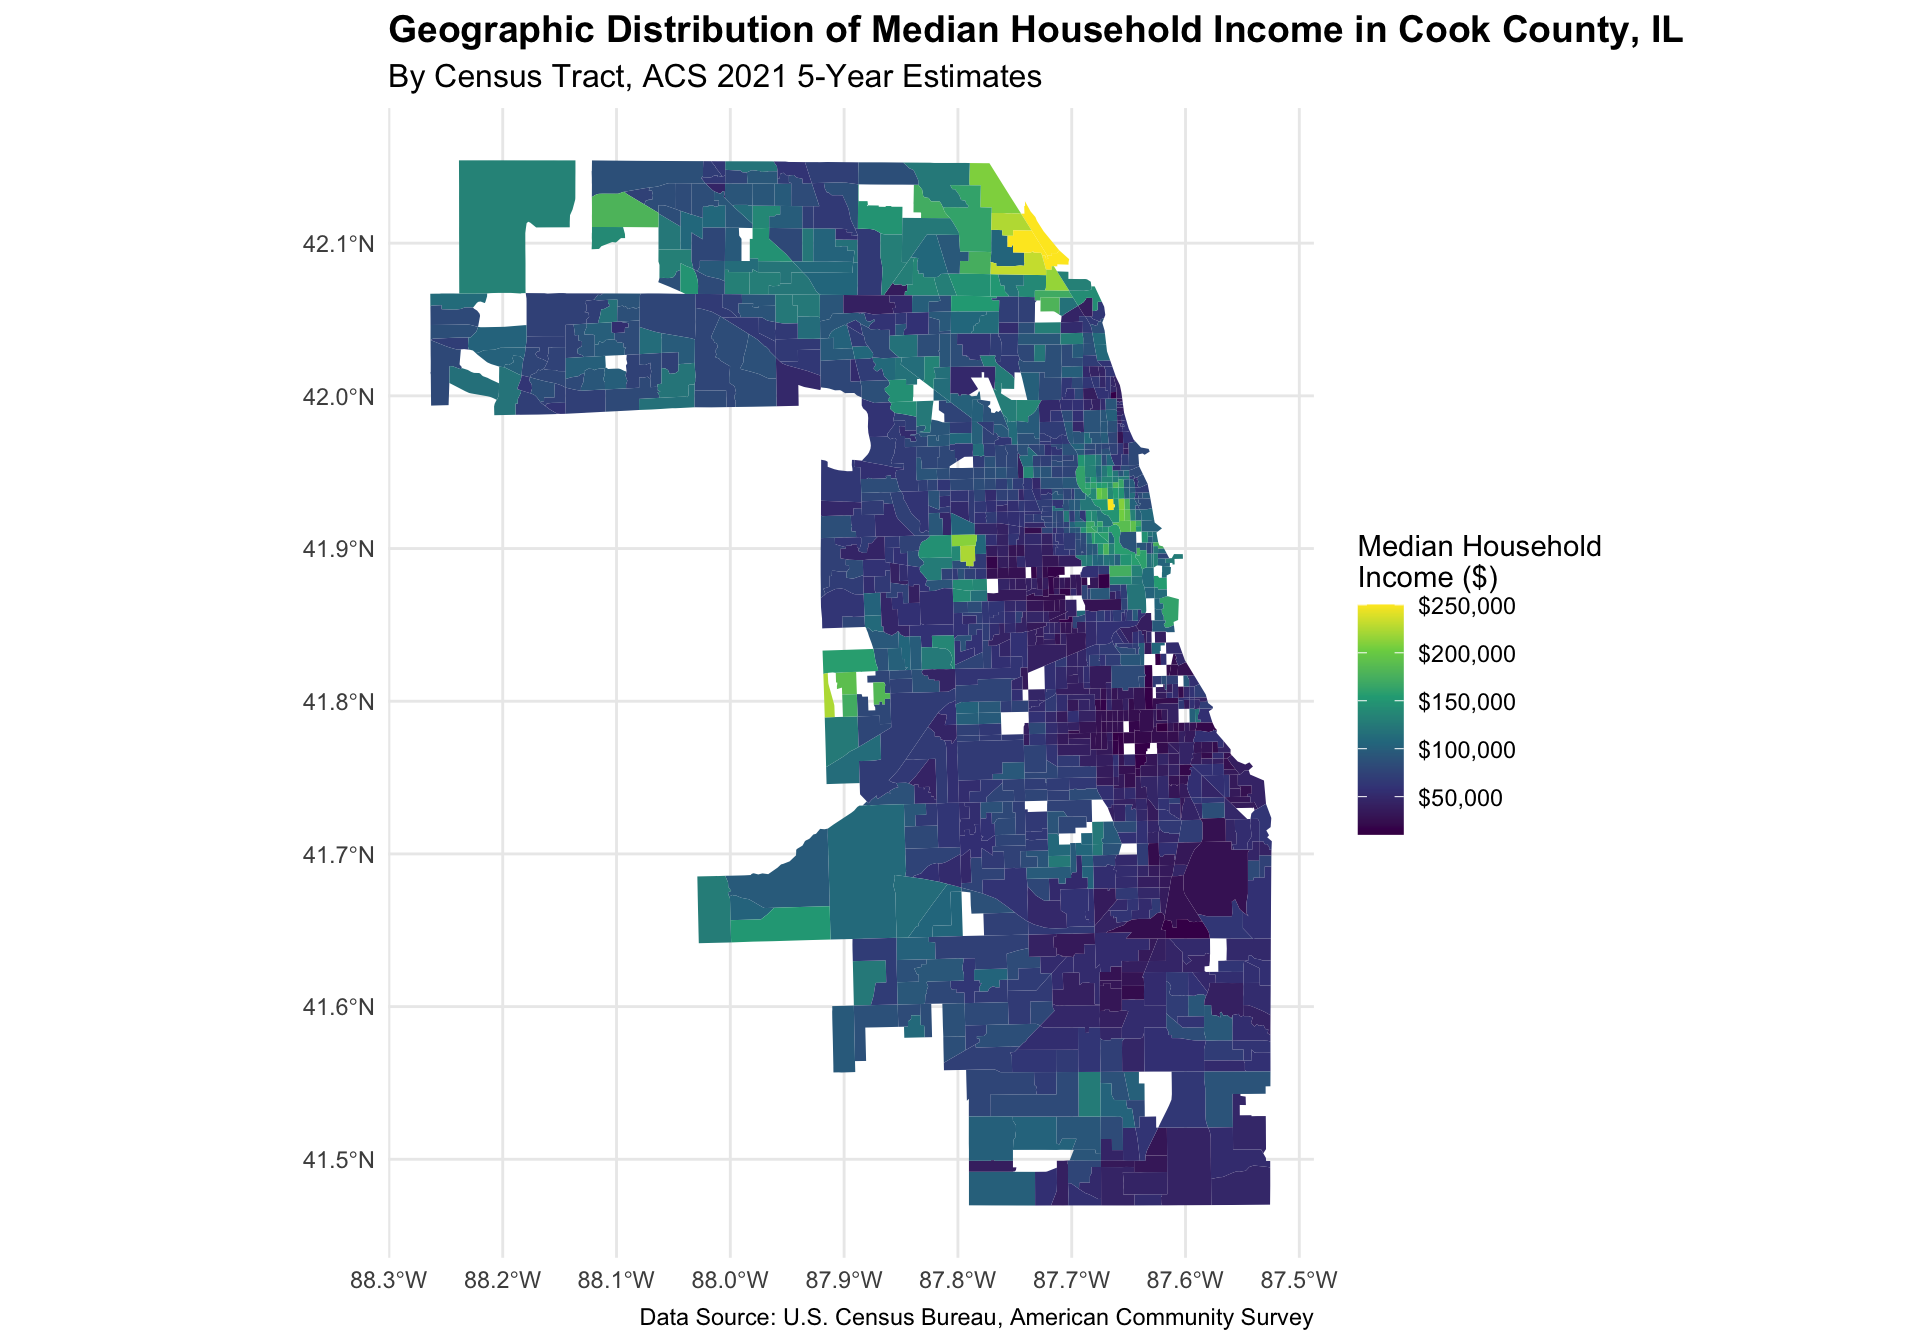 Geographic Distribution of Median Household Income in Cook County, IL
By Census Tract, ACS 2021 5-Year Estimates
42.1°N
42.0°N
41.9°N
41.8°N
41.7°N
41.6°N
41.5°N
88.3°W 88.2°W 88.1°W 88.0°W 87.9°W 87.8°W 87.7°W 87.6°W 87.5°W
Median Household
Income ($)
$250,000
$200,000
$150,000
$100,000
$50,000
Data Source: U.S. Census Bureau, American Community Survey